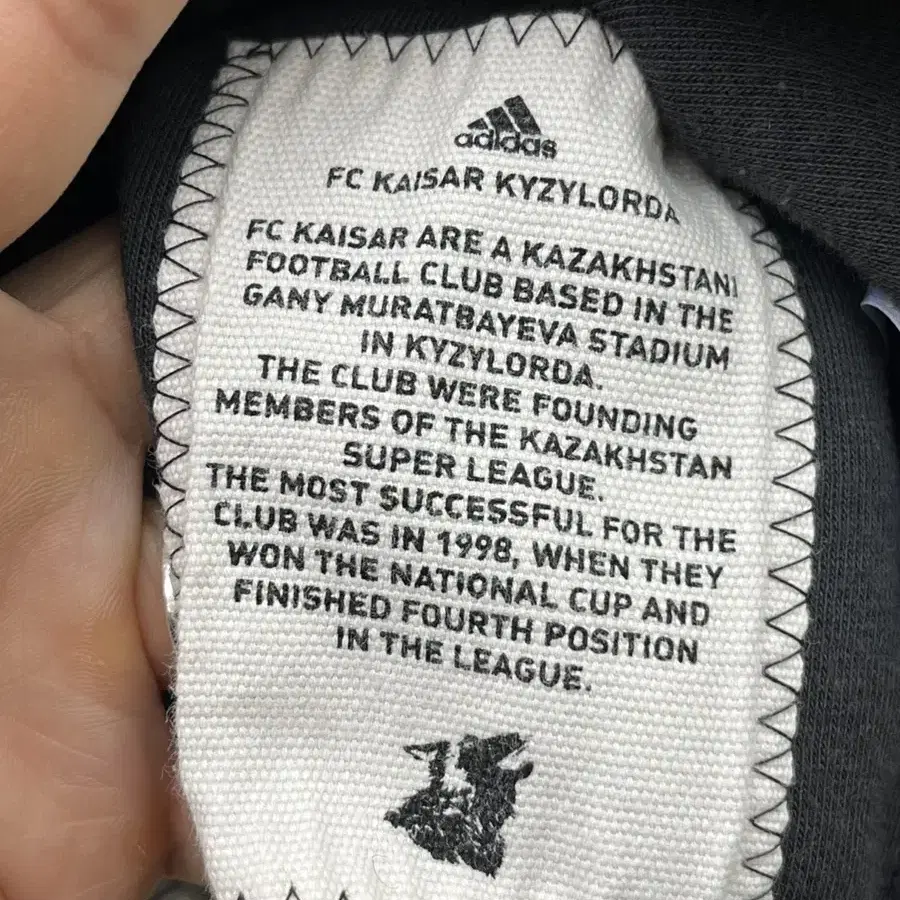 adidas
FC KAISAR KYZYLORDA
FC KAISAR ARE A KAZAKHSTANI
FOOTBALL CLUB BASED IN THE
GANY MURATBAYEVA STADIUM
IN KYZYLORDA.
THE CLUB WERE FOUNDING
MEMBERS OF THE KAZAKHSTAN
SUPER LEAGUE.
THE MOST SUCCESSFUL FOR THE
CLUB WAS IN 1998, WHEN THEY
WON THE NATIONAL CUP AND
FINISHED FOURTH POSITION
IN THE LEAGUE.